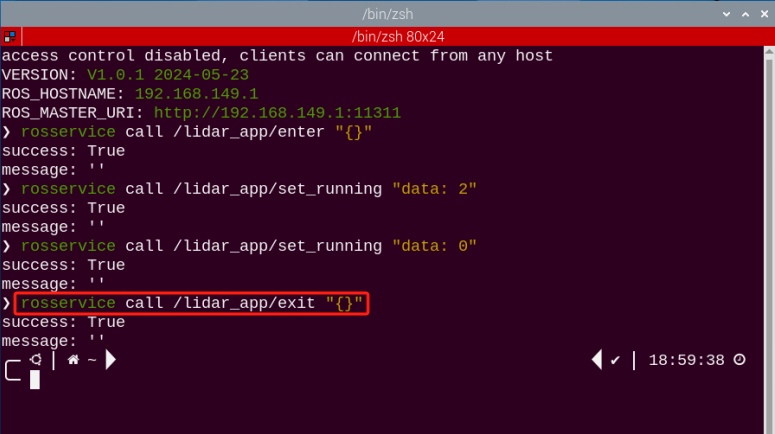 /bin/zsh
/bin/zsh 80x24
access control disabled, clients can connect from any host
VERSION: V1.0.1 2024-05-23
ROS_HOSTNAME: 192.168.149.1
ROS_MASTER_URI: http://192.168.149.1:11311
❯ rosservice call /lidar_app/enter "{}"
success: True
message: ''
❯ rosservice call /lidar_app/set_running "data: 2"
success: True
message: ''
❯ rosservice call /lidar_app/set_running "data: 0"
success: True
message: ''
❯ rosservice call /lidar_app/exit "{}"
success: True
message: ''
~ ✔ 18:59:38